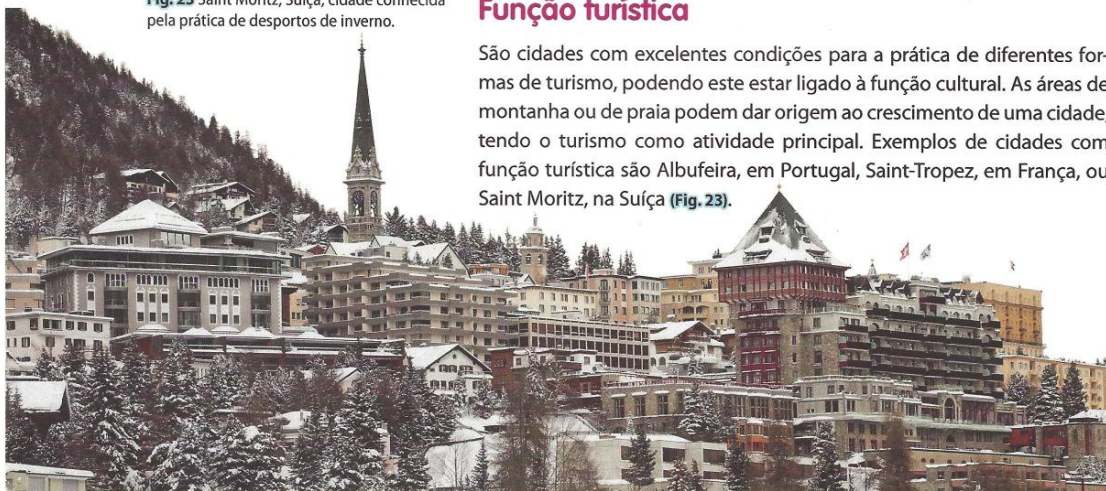 Fig. 23 Saint Moritz, Suíça, cidade conhecida
pela prática de desportos de inverno.
Função turística
São cidades com excelentes condições para a prática de diferentes for-
mas de turismo, podendo este estar ligado à função cultural. As áreas de
montanha ou de praia podem dar origem ao crescimento de uma cidade,
tendo o turismo como atividade principal. Exemplos de cidades com
função turística são Albufeira, em Portugal, Saint-Tropez, em França, ou
Saint Moritz, na Suíça (Fig. 23).